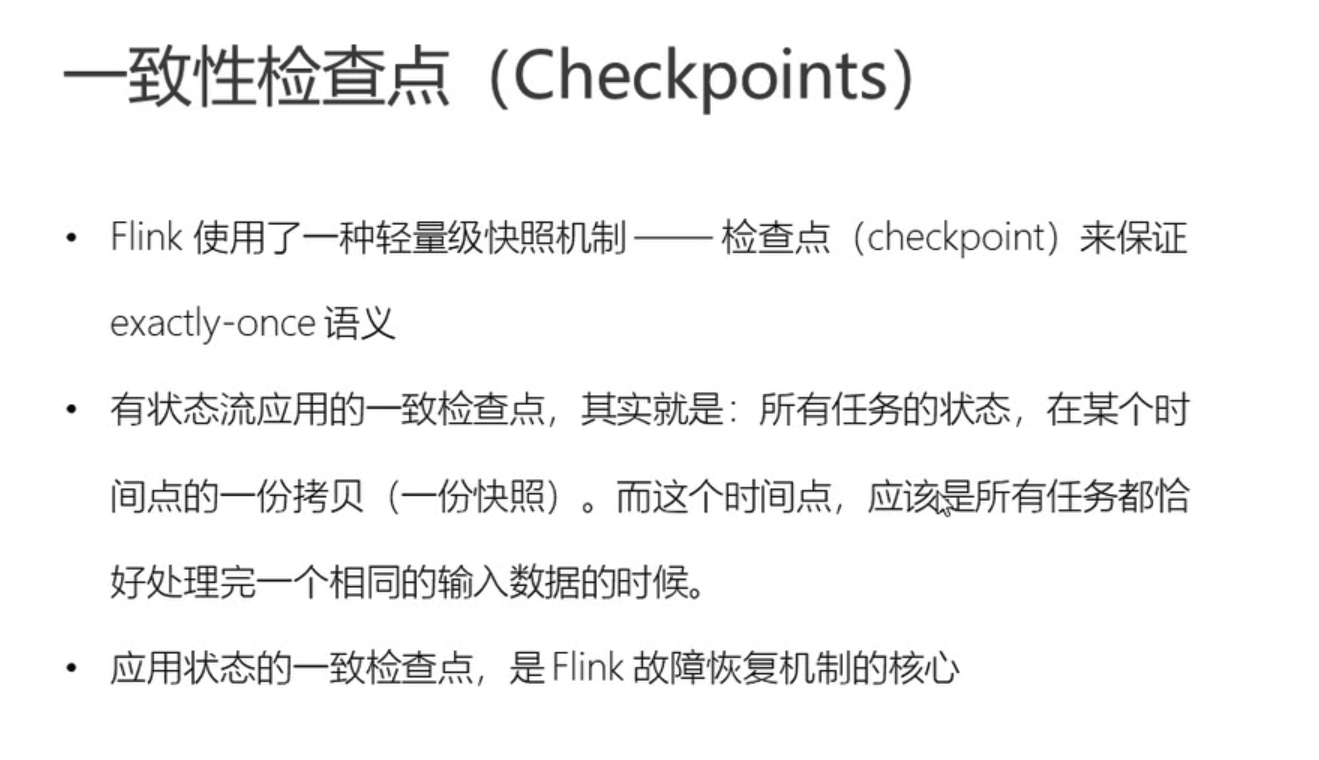 一致性检查点（Checkpoints）
• Flink 使用了一种轻量级快照机制 —— 检查点（checkpoint）来保证
exactly-once 语义
• 有状态流应用的一致检查点，其实就是：所有任务的状态，在某个时
间点的一份拷贝（一份快照）。而这个时间点，应该是所有任务都恰
好处理完一个相同的输入数据的时候。
• 应用状态的一致检查点，是 Flink 故障恢复机制的核心